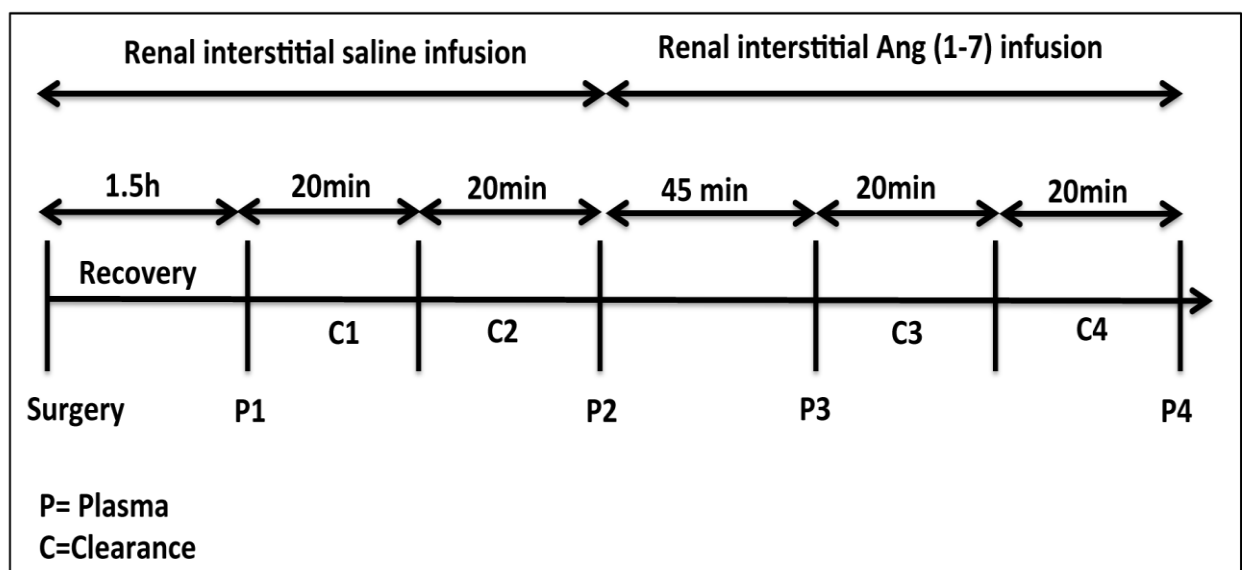 Renal interstitial saline infusion
Renal interstitial Ang (1-7) infusion
1.5h
20min
20min
45 min
20min
20min
Recovery
C1
C2
C3
C4
Surgery
P1
P2
P3
P4
P= Plasma
C=Clearance